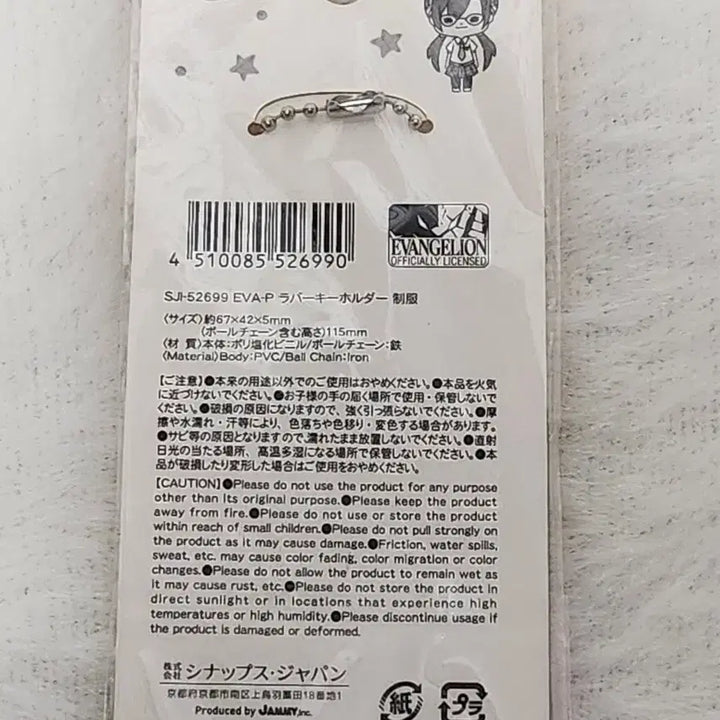 4 510085 526990
EVANGELION
OFFICIALLY LICENSED
SJI-52699 EVA-P ラバーキーホルダー 制服
〈サイズ〉約67×42×5mm
(ボールチェーン含む高さ)115mm
〈材 質〉本体:ポリ塩化ビニル/ボールチェーン:鉄
〈Material〉Body:PVC/Ball Chain:Iron
【ご注意】●本来の用途以外でのご使用はおやめください。●本品を火気
に近づけないでください。●お子様の手の届く場所で使用・保管しないで
ください。●破損の原因になりますので、強く引っ張らないでください。●摩
擦や水濡れ・汗等により、色落ちや色移り・変色する場合があります。
●サビ等の原因となりますので、濡れたまま放置しないでください。●直射
日光の当たる場所、高温多湿になる場所で保管しないでください。●本
品が破損したり変形した場合はご使用をおやめください。
【CAUTION】●Please do not use the product for any purpose
other than its original purpose.●Please keep the product
away from fire.●Please do not use or store the product
within reach of small children.●Please do not pull strongly on
the product as it may cause damage.●Friction, water spills,
sweat, etc. may cause color fading, color migration or color
changes.●Please do not allow the product to remain wet as
it may cause rust, etc.●Please do not store the product in
direct sunlight or in locations that experience high
temperatures or high humidity.●Please discontinue usage if
the product is damaged or deformed.
株式会社 シナップス・ジャパン
京都府京都市南区上鳥羽藁田18番地1
Produced by JAMMY,inc.
紙
プラ